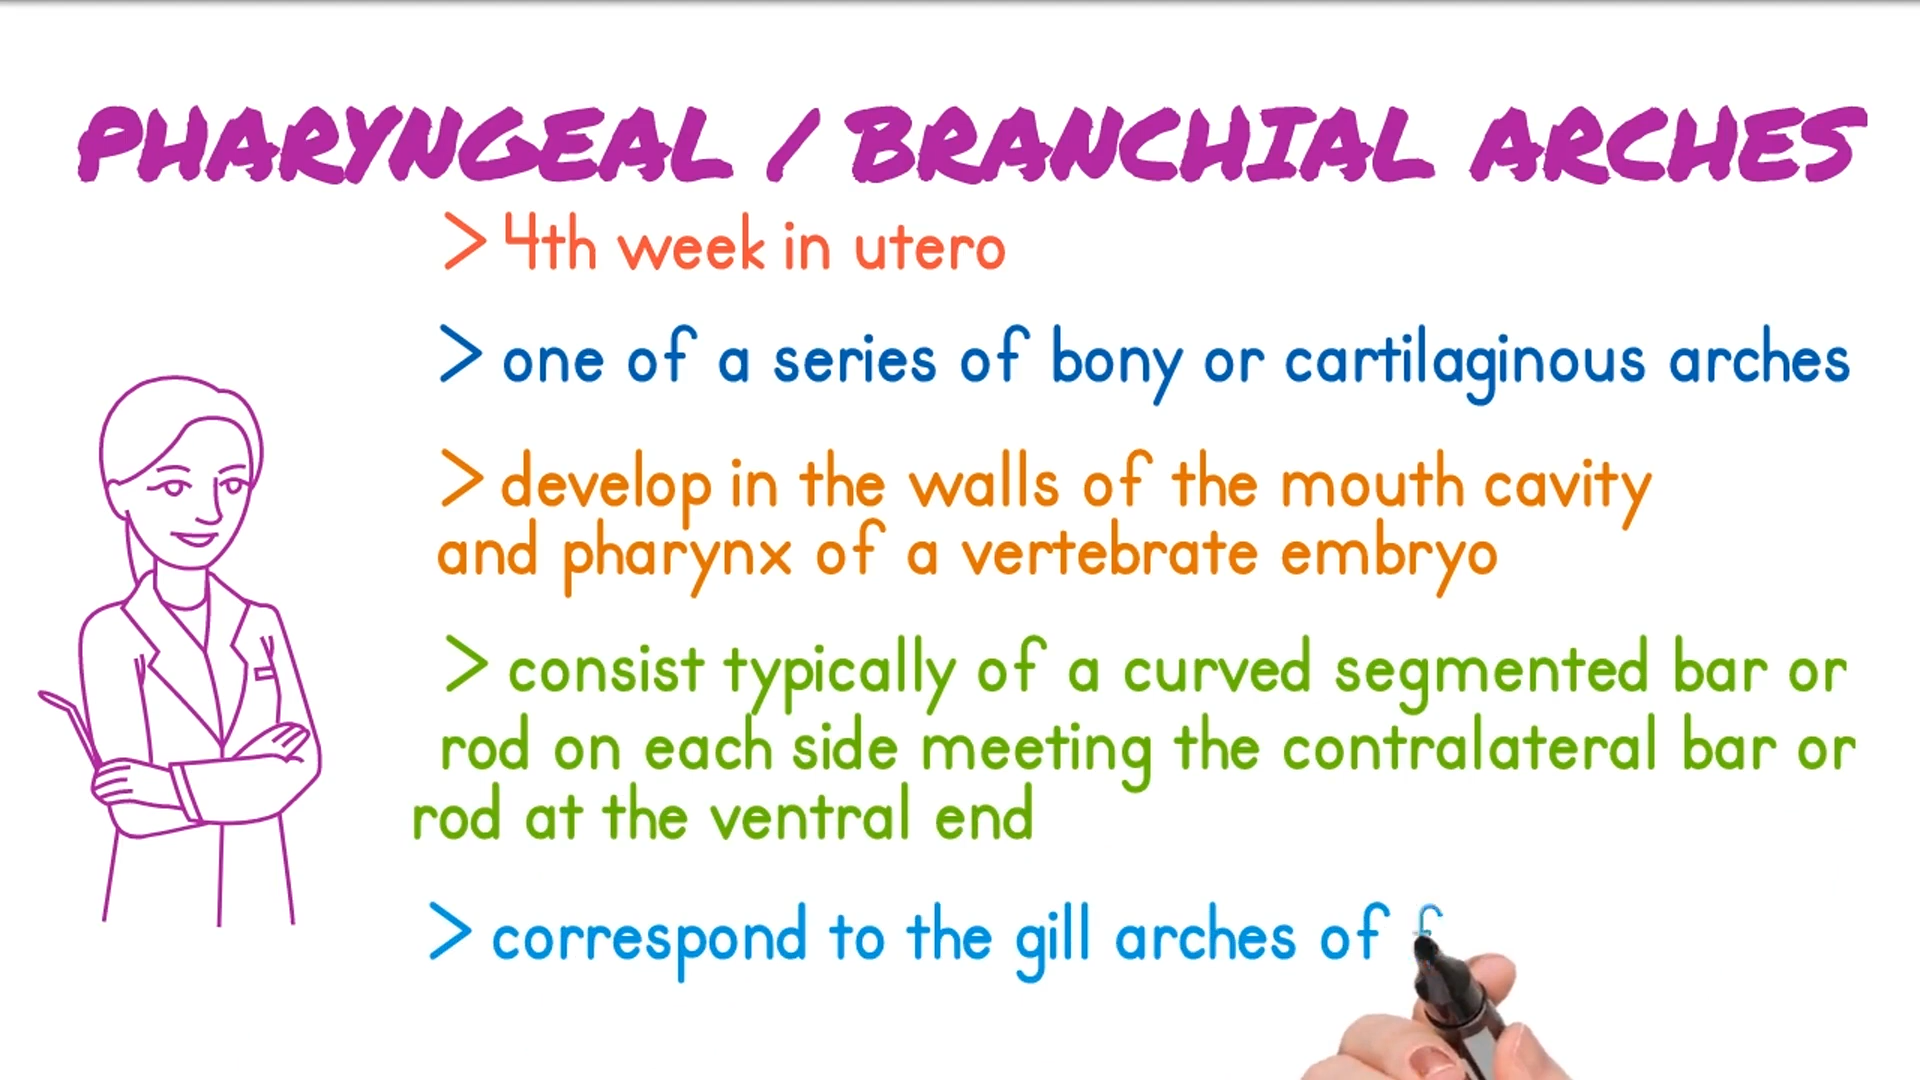 PHARYNGEAL / BRANCHIAL ARCHES
> 4th week in utero
> one of a series of bony or cartilaginous arches
> develop in the walls of the mouth cavity
and pharynx of a vertebrate embryo
> consist typically of a curved segmented bar or
rod on each side meeting the contralateral bar or
rod at the ventral end
> correspond to the gill arches of f